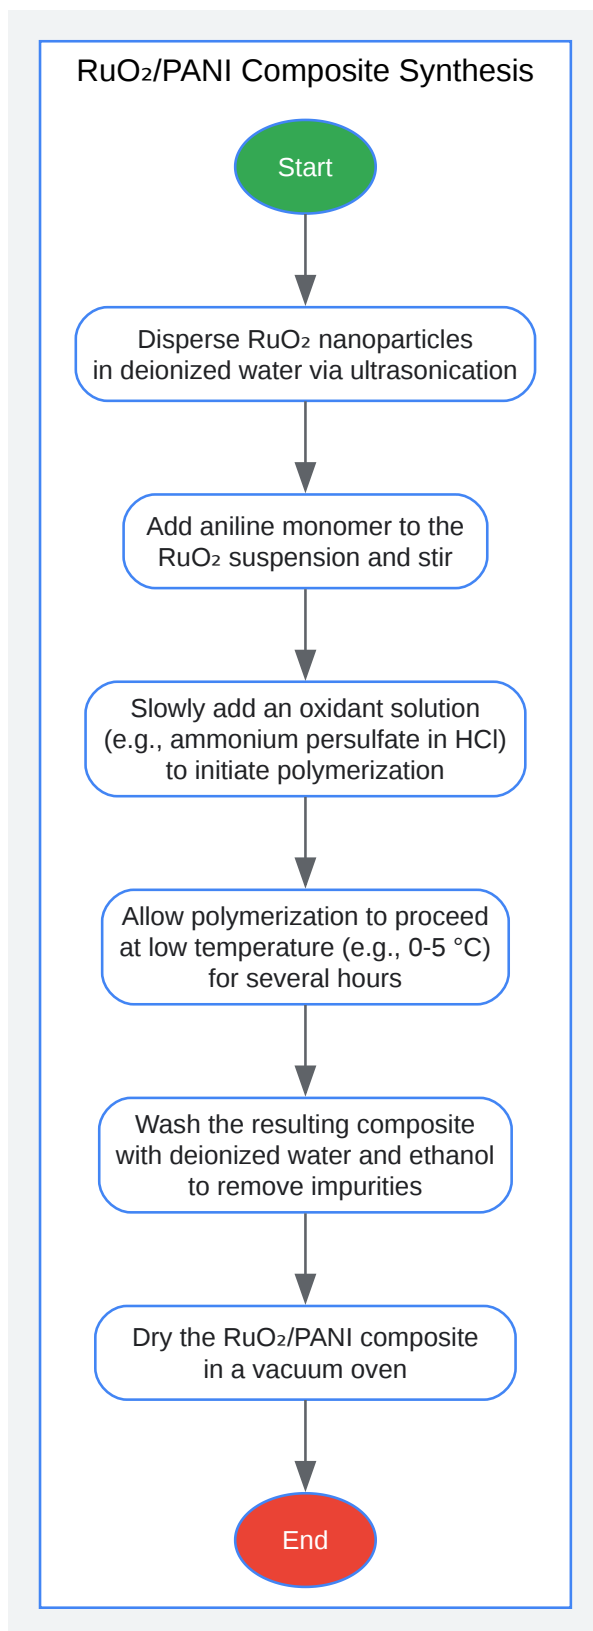 RuO₂/PANI Composite Synthesis
Start
Disperse RuO₂ nanoparticles
in deionized water via ultrasonication
Add aniline monomer to the
RuO₂ suspension and stir
Slowly add an oxidant solution
(e.g., ammonium persulfate in HCl)
to initiate polymerization
Allow polymerization to proceed
at low temperature (e.g., 0-5 °C)
for several hours
Wash the resulting composite
with deionized water and ethanol
to remove impurities
Dry the RuO₂/PANI composite
in a vacuum oven
End